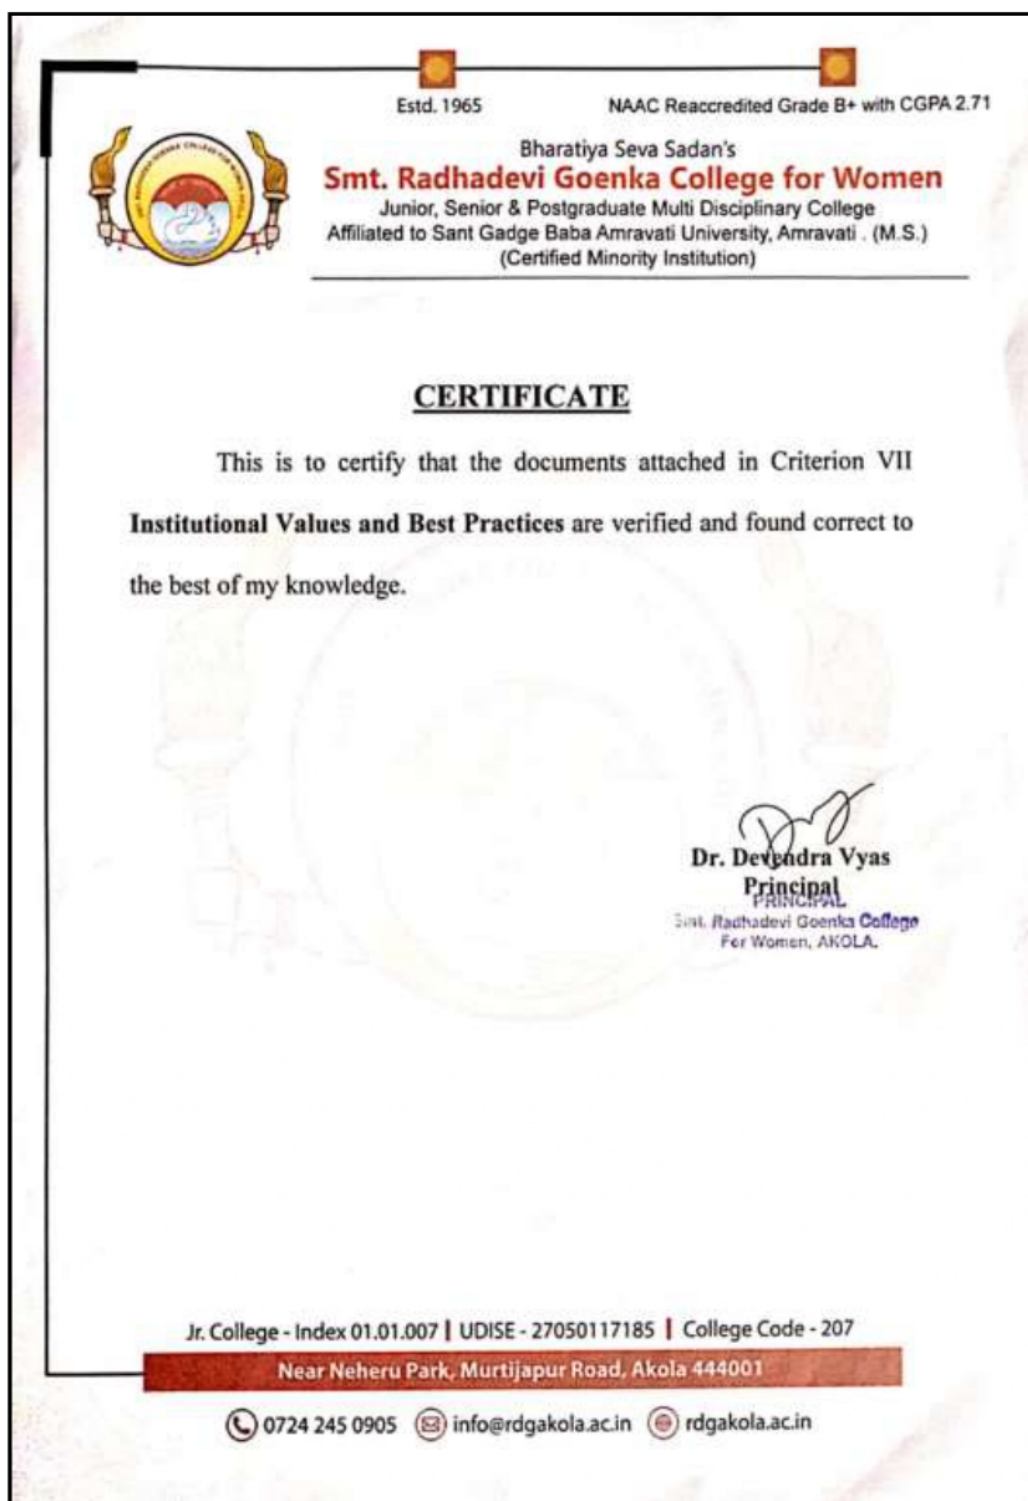 Estd. 1965
NAAC Reaccredited Grade B+ with CGPA 2.71
Bharatiya Seva Sadan's
Smt. Radhadevi Goenka College for Women
Junior, Senior & Postgraduate Multi Disciplinary College
Affiliated to Sant Gadge Baba Amravati University, Amravati . (M.S.)
(Certified Minority Institution)
CERTIFICATE
This is to certify that the documents attached in Criterion VII
Institutional Values and Best Practices are verified and found correct to
the best of my knowledge.
Dr. Devendra Vyas
Principal
PRINCIPAL
Smt. Radhadevi Goenka College
For Women, AKOLA.
Jr. College - Index 01.01.007 | UDISE - 27050117185 | College Code - 207
Near Neheru Park, Murtijapur Road, Akola 444001
0724 245 0905 info@rdgakola.ac.in rdgakola.ac.in